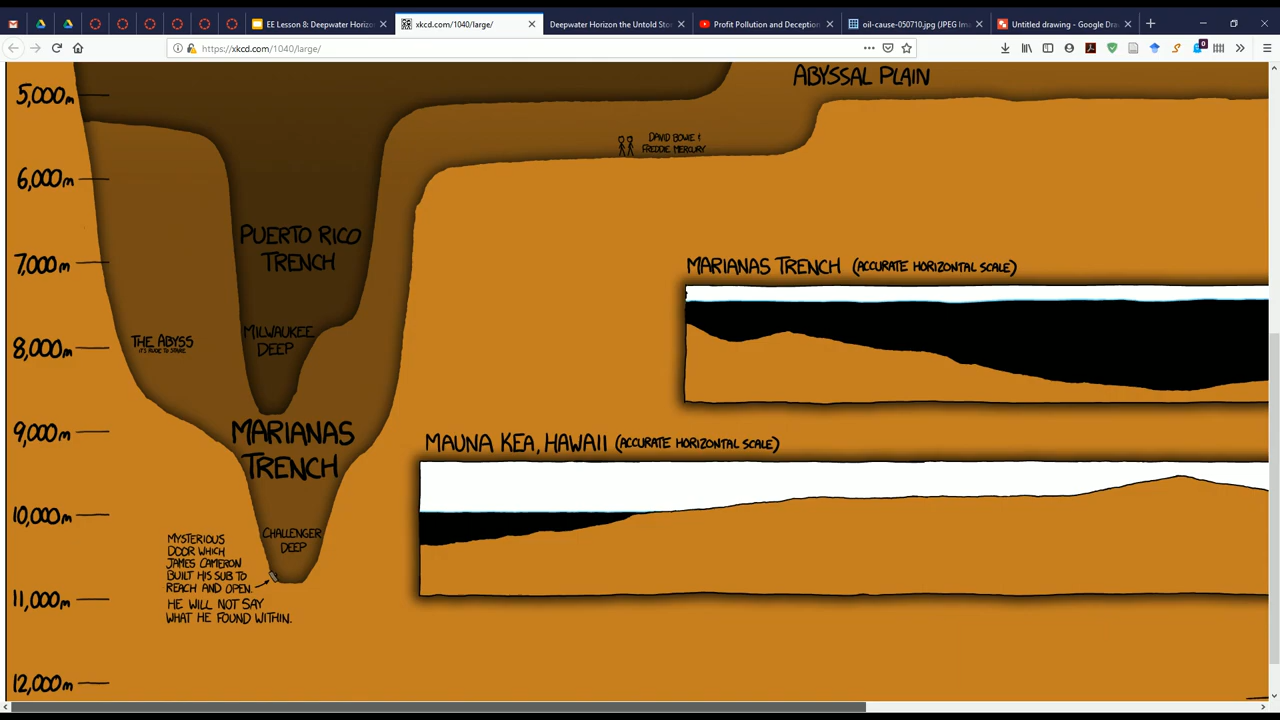 EE Lesson 8: Deepwater Horizon
xkcd.com/1040/large/
Deepwater Horizon the Untold Sto
Profit Pollution and Deception
oil-cause-050710.jpg (JPEG Ima
Untitled drawing - Google Dra
https://xkcd.com/1040/large/
ABYSSAL PLAIN
5,000m
DAVID BOWIE &
FREDDIE MERCURY
6,000m
PUERTO RICO
TRENCH
7,000m
MARIANAS TRENCH (ACCURATE HORIZONTAL SCALE)
MILWAUKEE
DEEP
THE ABYSS
IT'S RUDE TO STARE
8,000m
MARIANAS
TRENCH
9,000m
MAUNA KEA, HAWAII (ACCURATE HORIZONTAL SCALE)
10,000m
CHALLENGER
DEEP
MYSTERIOUS
DOOR WHICH
JAMES CAMERON
BUILT HIS SUB TO
REACH AND OPEN.
HE WILL NOT SAY
WHAT HE FOUND WITHIN.
11,000m
12,000m